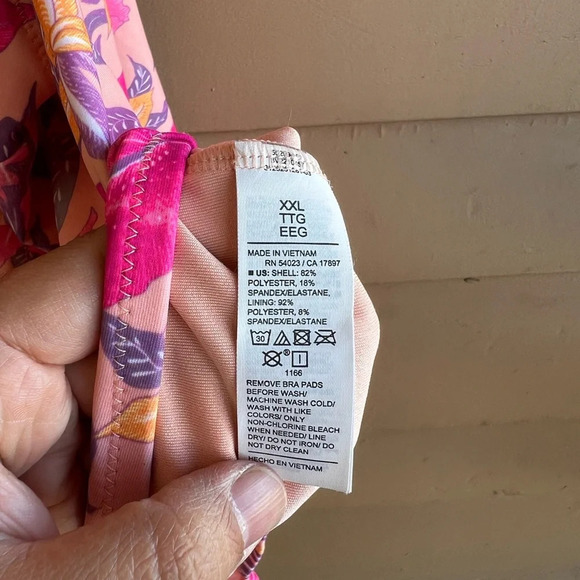 XXL
TTG
EEG
MADE IN VIETNAM
RN 54023 / CA 17897
■ US: SHELL: 82%
POLYESTER, 18%
SPANDEX/ELASTANE,
LINING: 92%
POLYESTER, 8%
SPANDEX/ELASTANE
30
®
1166
REMOVE BRA PADS
BEFORE WASH/
MACHINE WASH COLD/
WASH WITH LIKE
COLORS/ ONLY
NON-CHLORINE BLEACH
WHEN NEEDED/ LINE
DRY/ DO NOT IRON/ DO
NOT DRY CLEAN
HECHO EN VIETNAM